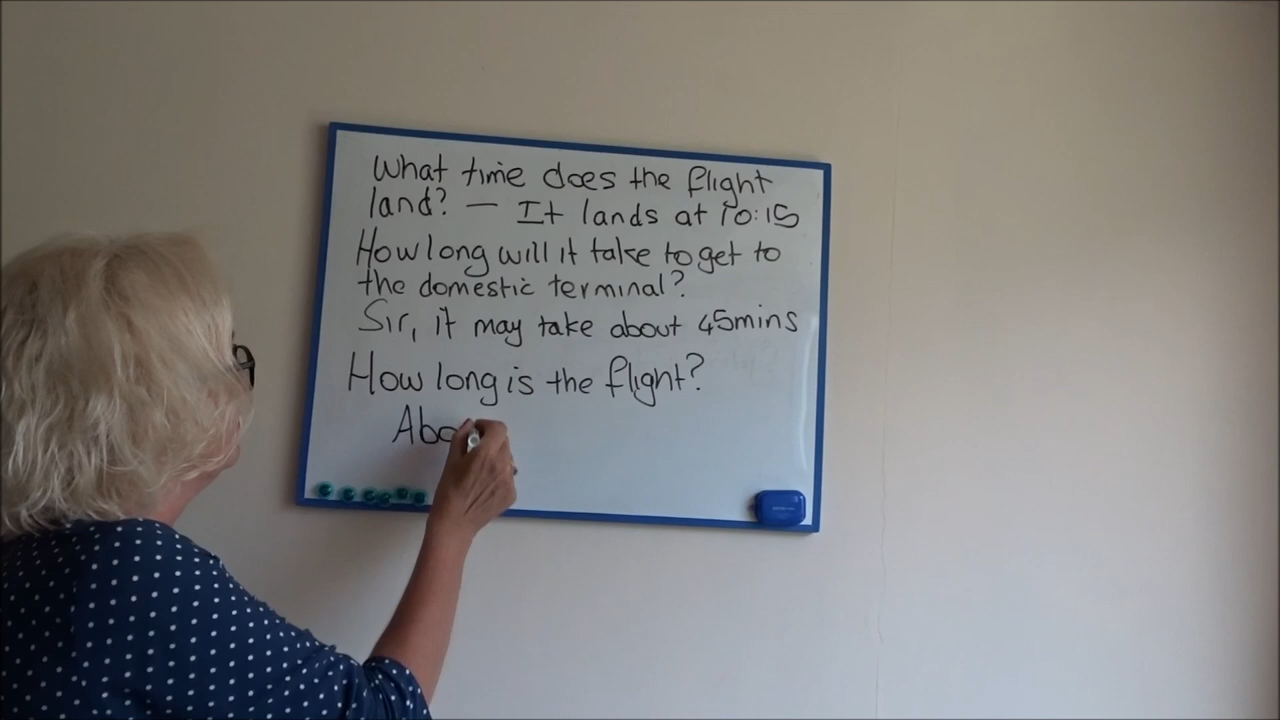 What time does the flight
land? — It lands at 10:15
How long will it take to get to
the domestic terminal?
Sir, it may take about 45mins
How long is the flight?
Abo